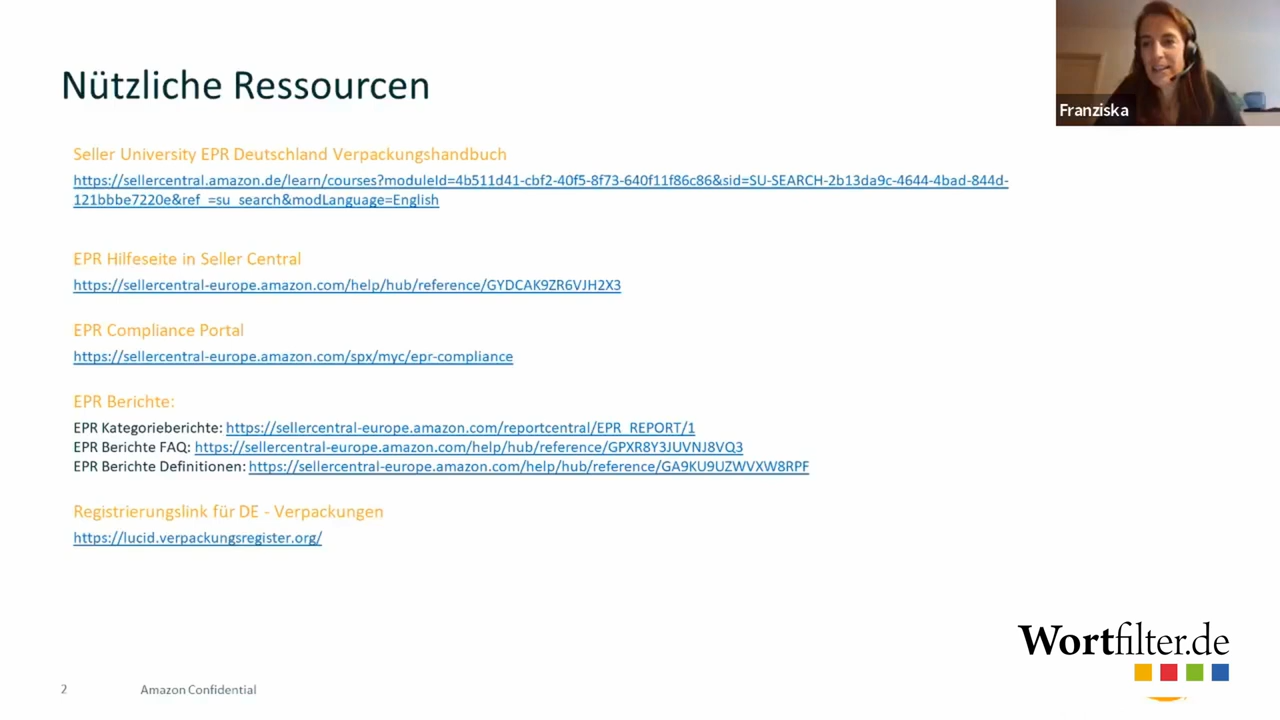 Nützliche Ressourcen
Franziska
Seller University EPR Deutschland Verpackungshandbuch
https://sellercentral.amazon.de/learn/courses?moduleId=4b511d41-cbf2-40f5-8f73-640f11f86c86&sid=SU-SEARCH-2b13da9c-4644-4bad-844d-
121bbbe7220e&ref_=su_search&modLanguage=English
EPR Hilfeseite in Seller Central
https://sellercentral-europe.amazon.com/help/hub/reference/GYDCAK9ZR6VJH2X3
EPR Compliance Portal
https://sellercentral-europe.amazon.com/spx/myc/epr-compliance
EPR Berichte:
EPR Kategorieberichte: https://sellercentral-europe.amazon.com/reportcentral/EPR_REPORT/1
EPR Berichte FAQ: https://sellercentral-europe.amazon.com/help/hub/reference/GPXR8Y3JUVNJ8VQ3
EPR Berichte Definitionen: https://sellercentral-europe.amazon.com/help/hub/reference/GA9KU9UZWVXW8RPF
Registrierungslink für DE - Verpackungen
https://lucid.verpackungsregister.org/
Wortfilter.de
2
Amazon Confidential